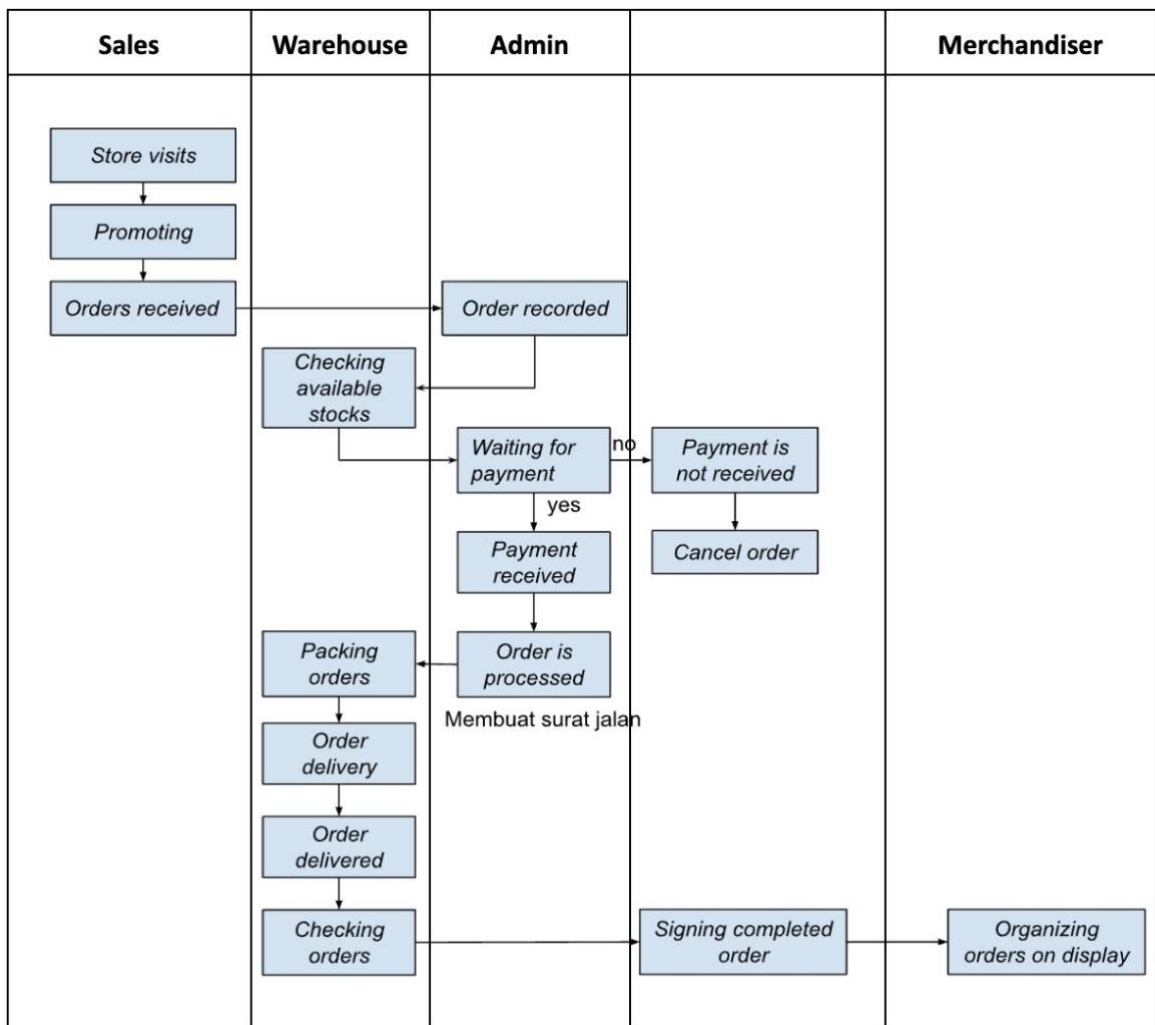 Sales
Warehouse
Admin
Merchandiser
Store visits
Promoting
Orders received
Order recorded
Checking
available
stocks
Waiting for
payment
no
Payment is
not received
yes
Payment
received
Cancel order
Packing
orders
Order is
processed
Membuat surat jalan
Order
delivery
Order
delivered
Checking
orders
Signing completed
order
Organizing
orders on display